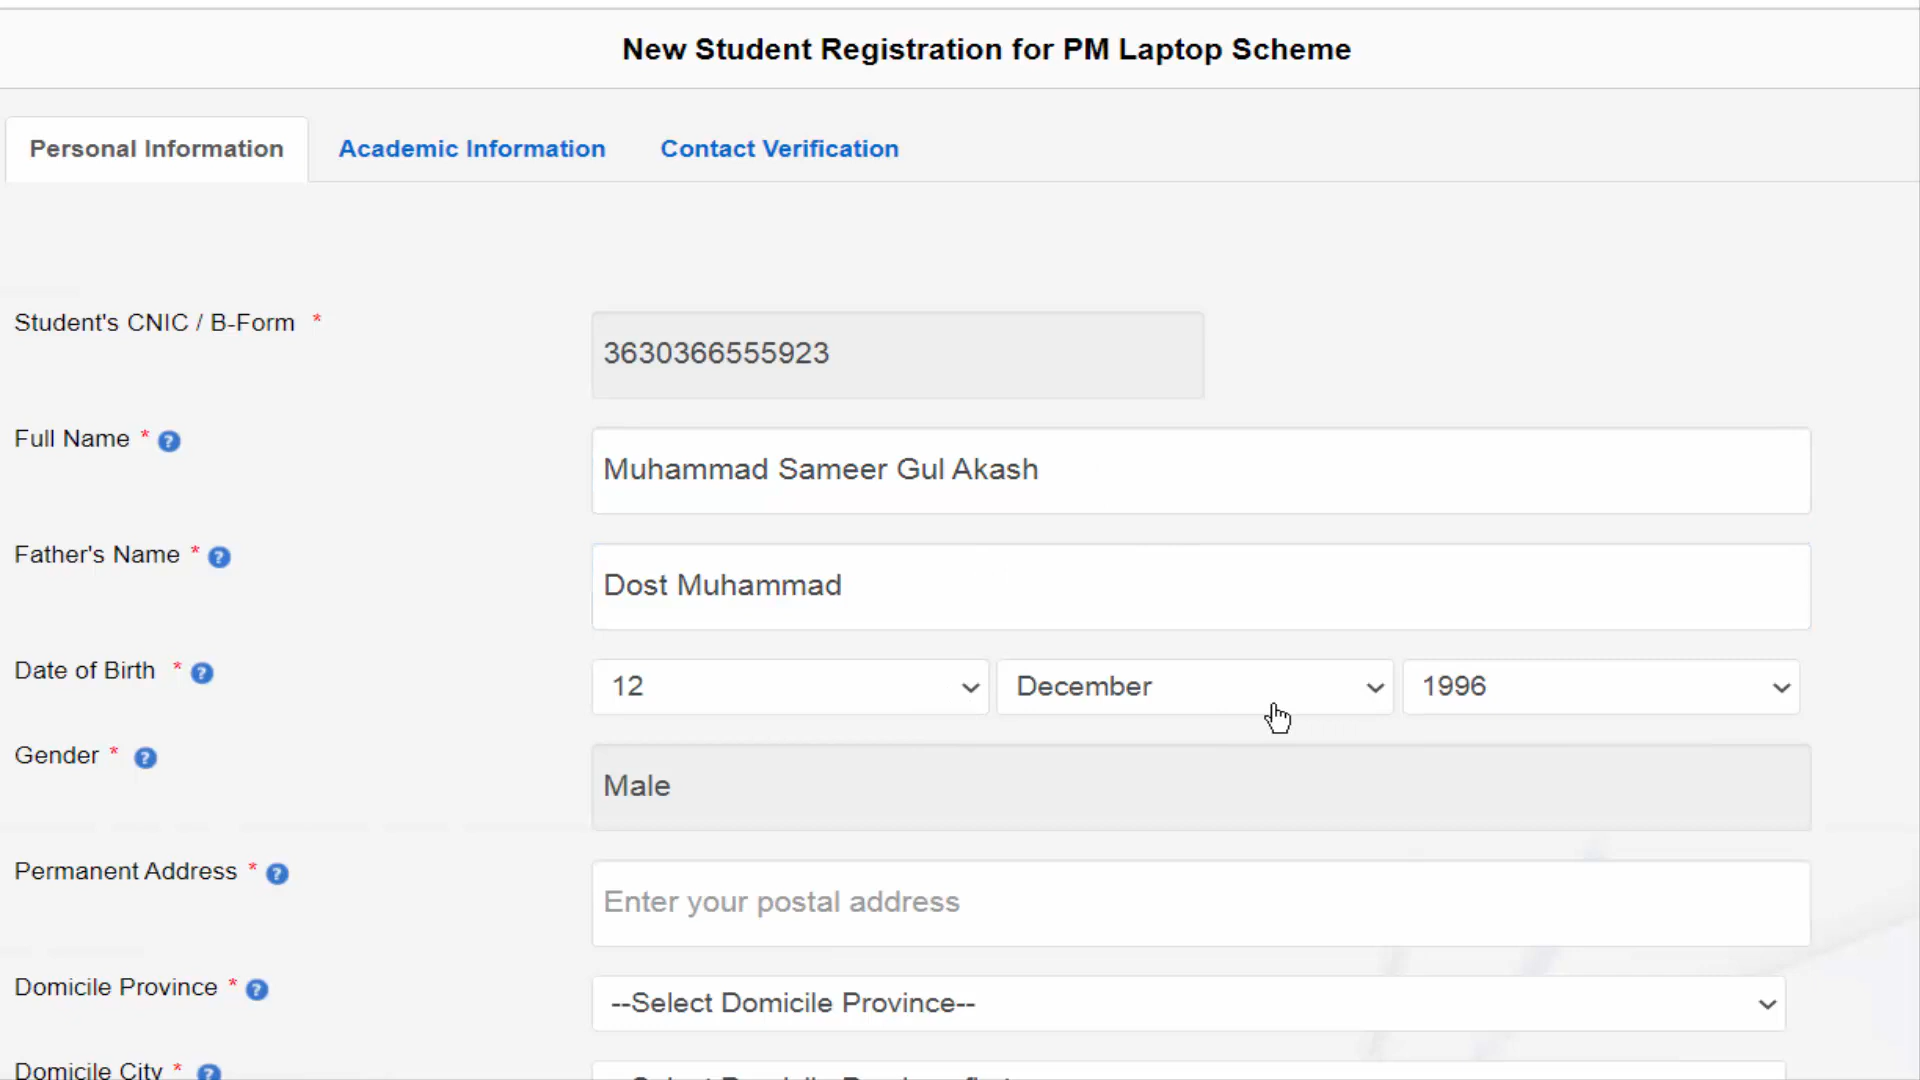 New Student Registration for PM Laptop Scheme
Personal Information Academic Information Contact Verification
Student's CNIC / B-Form *
3630366555923
Full Name * ?
Muhammad Sameer Gul Akash
Father's Name * ?
Dost Muhammad
Date of Birth * ?
12 December 1996
Gender * ?
Male
Permanent Address * ?
Enter your postal address
Domicile Province * ?
--Select Domicile Province--
Domicile City * ?